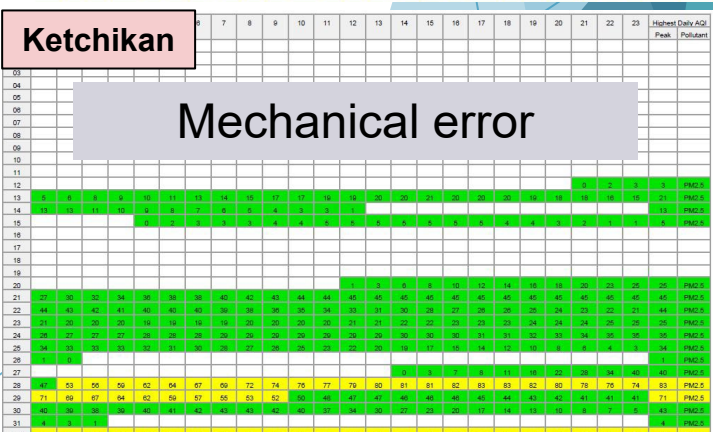 Ketchikan
6 7 8 9 10 11 12 13 14 15 16 17 18 19 20 21 22 23 Highest Daily AQI
Peak Pollutant
Mechanical error
03
04
05
06
07
08
09
10
11
12 0 2 3 3 PM2.5
13 5 6 8 9 10 11 13 14 15 17 17 19 19 20 20 21 20 20 20 19 18 18 16 15 21 PM2.5
14 13 13 11 10 9 8 7 6 5 4 3 3 1 13 PM2.5
15 0 2 3 3 3 4 4 5 5 5 5 5 5 5 4 4 3 2 1 1 5 PM2.5
16
17
18
19
20 1 3 6 8 10 12 14 16 18 20 23 25 25 PM2.5
21 27 30 32 34 36 38 38 40 42 43 44 44 45 45 45 45 45 45 45 45 45 45 45 45 45 PM2.5
22 44 43 42 41 40 40 40 39 36 36 35 34 33 31 30 28 27 26 26 25 24 23 22 21 44 PM2.5
23 21 20 20 20 19 19 19 19 20 20 20 20 21 21 22 22 23 23 23 24 24 24 25 25 25 PM2.5
24 26 27 27 27 28 28 28 29 29 29 29 29 29 29 30 30 31 31 32 33 34 35 36 36 36 PM2.5
25 34 33 33 33 32 31 30 28 27 26 25 23 22 20 19 17 15 14 12 10 8 6 4 3 34 PM2.5
26 1 0 1 PM2.5
27 0 3 7 8 11 16 22 28 34 40 40 PM2.5
28 47 53 56 59 62 64 67 69 72 74 76 77 79 80 81 81 82 83 83 82 80 78 76 74 83 PM2.5
29 71 69 67 64 62 59 57 55 53 52 50 48 47 47 47 46 46 45 44 43 42 41 41 41 71 PM2.5
30 40 39 38 39 40 41 42 43 43 42 40 37 34 30 27 23 20 17 14 13 10 8 7 5 43 PM2.5
31 4 3 1 4 PM2.5